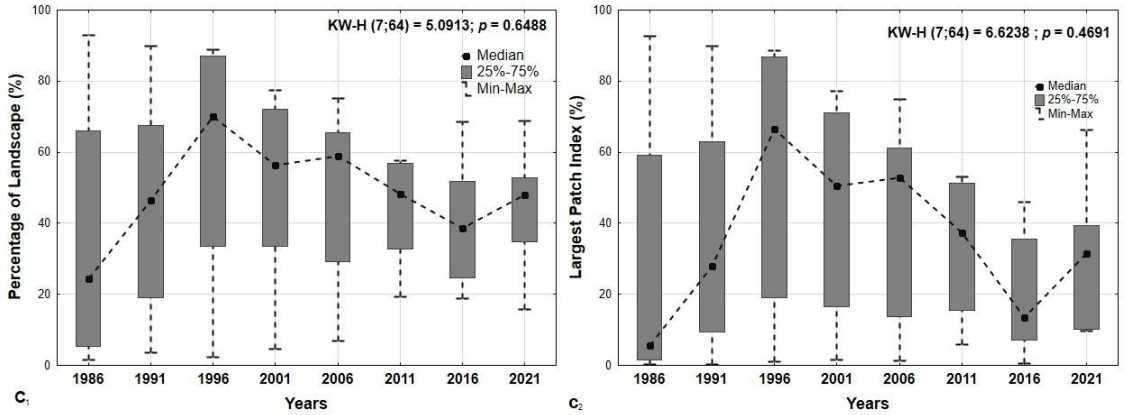 KW-H (7;64) = 5.0913; p = 0.6488
Median
25%-75%
Min-Max
Percentage of Landscape (%)
100
80
60
40
20
0
1986 1991 1996 2001 2006 2011 2016 2021
Years
C1
KW-H (7;64) = 6.6238 ; p = 0.4691
Median
25%-75%
Min-Max
Largest Patch Index (%)
100
80
60
40
20
0
1986 1991 1996 2001 2006 2011 2016 2021
Years
C2